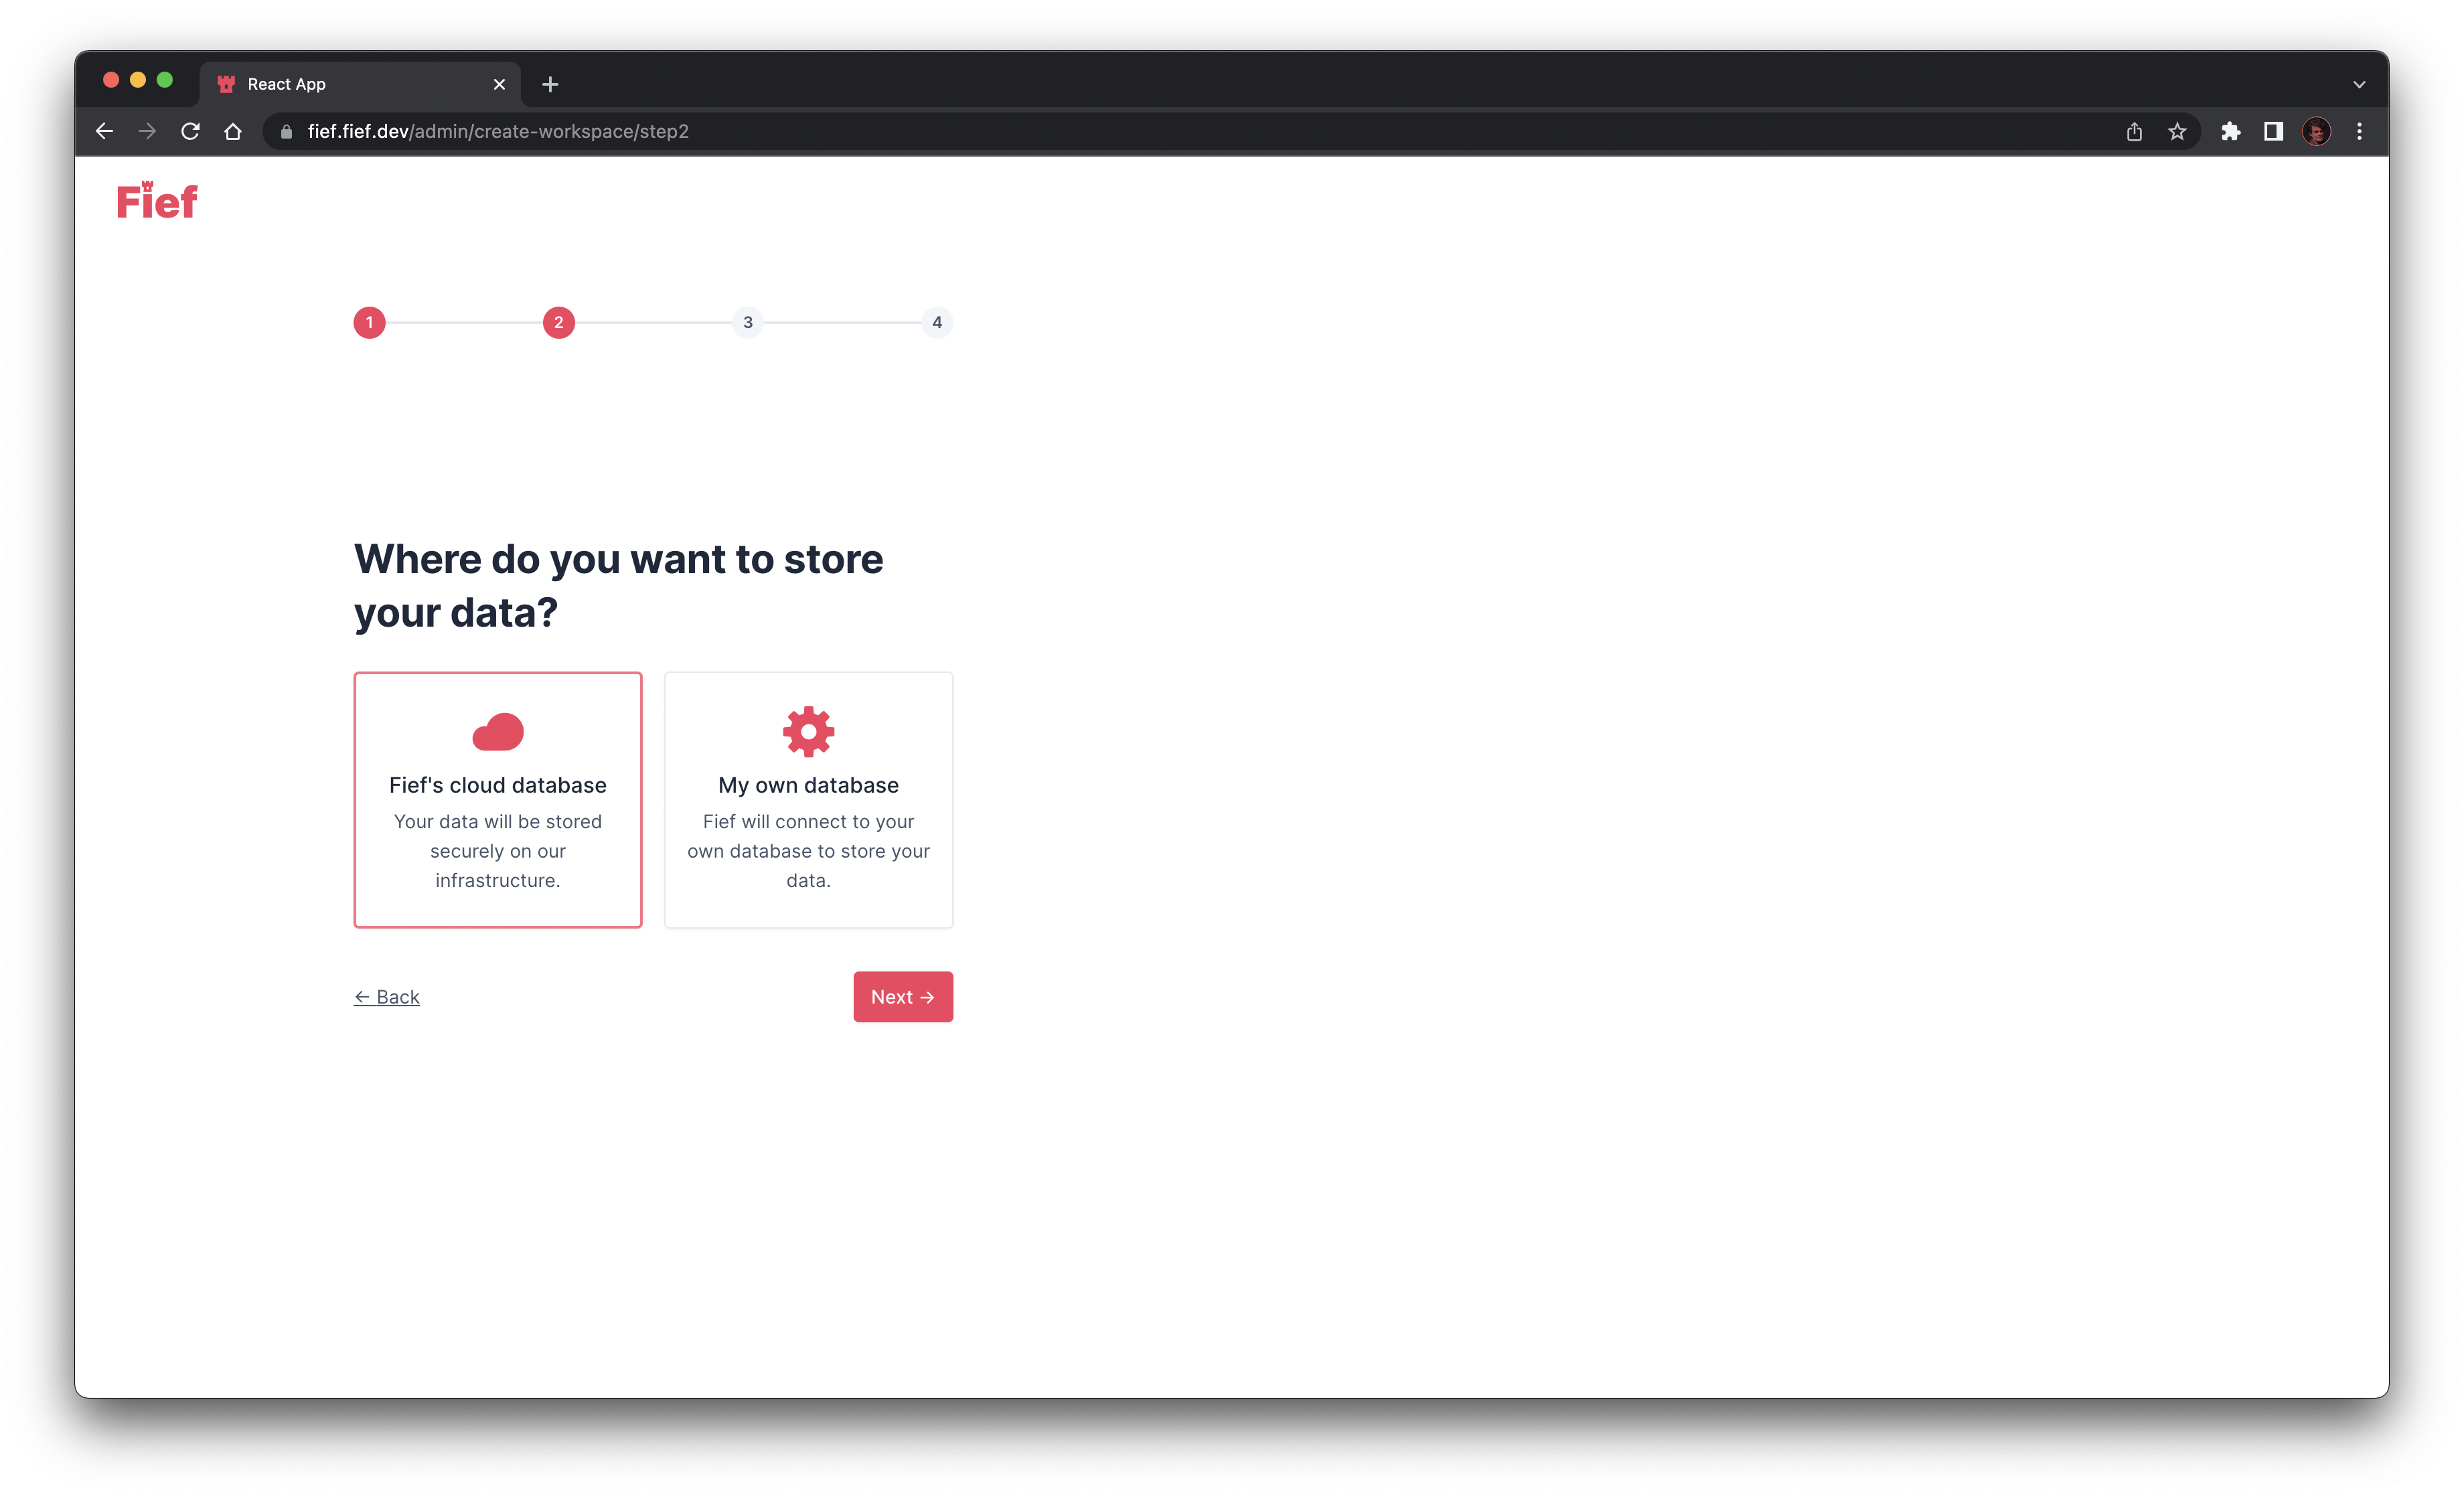 React App
fief.fief.dev/admin/create-workspace/step2
Fief
1 2 3 4
Where do you want to store
your data?
Fief's cloud database
Your data will be stored
securely on our
infrastructure.
My own database
Fief will connect to your
own database to store your
data.
← Back
Next →